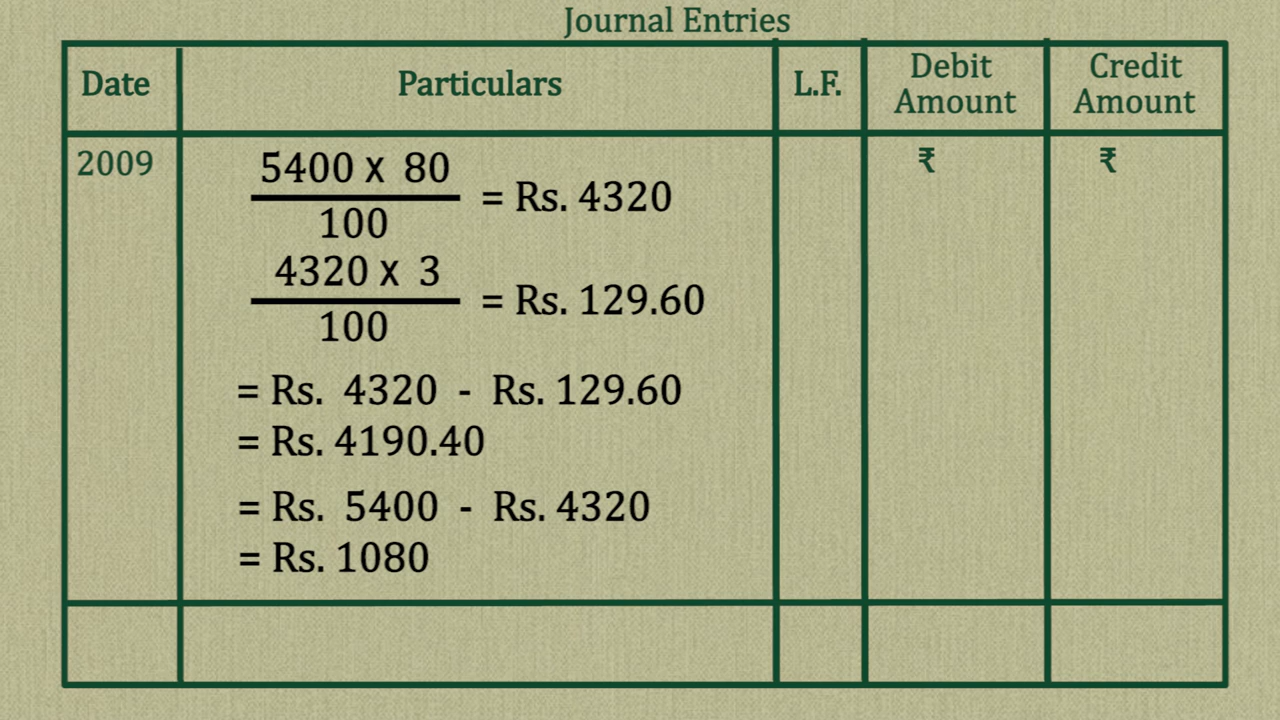 Journal Entries
Date Particulars L.F. Debit Amount Credit Amount
2009 ₹ ₹
5400 x 80
100
= Rs. 4320
4320 x 3
100
= Rs. 129.60
= Rs. 4320 - Rs. 129.60
= Rs. 4190.40
= Rs. 5400 - Rs. 4320
= Rs. 1080